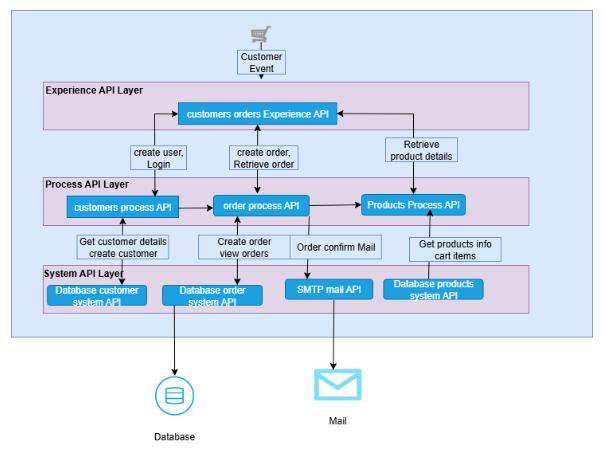 Customer
Event
Experience API Layer
customers orders Experience API
create user,
Login
create order,
Retrieve order
Retrieve
product details
Process API Layer
customers process API
order process API
Products Process API
Get customer details
create customer
Create order
view orders
Order confirm Mail
Get products info
cart items
System API Layer
Database customer
system API
Database order
system API
SMTP mail API
Database products
system API
Database
Mail